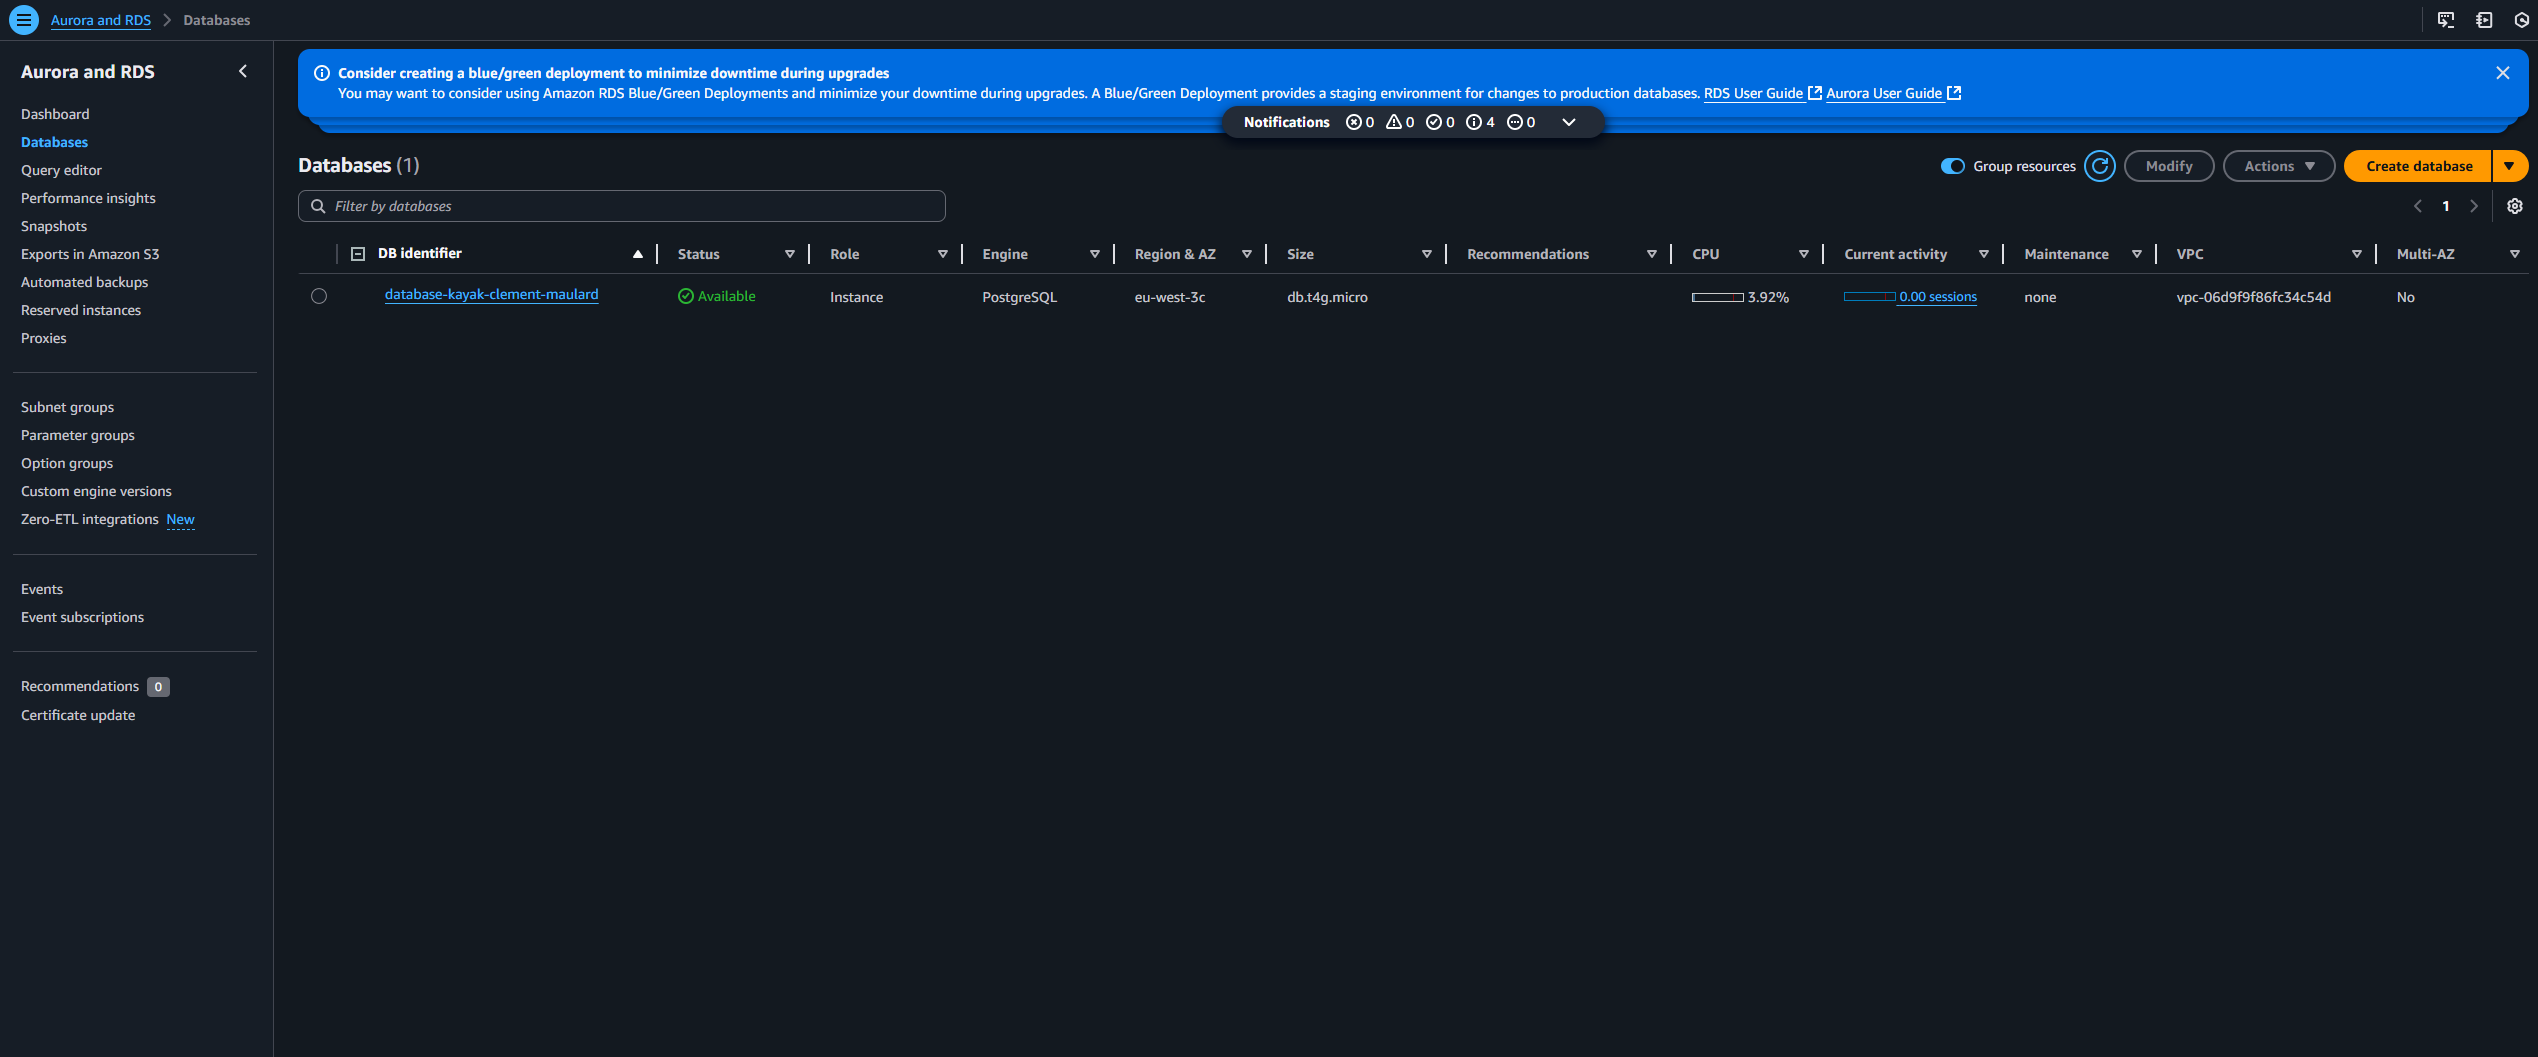 Aurora and RDS > Databases
Aurora and RDS
Dashboard
Databases
Query editor
Performance insights
Snapshots
Exports in Amazon S3
Automated backups
Reserved instances
Proxies
Subnet groups
Parameter groups
Option groups
Custom engine versions
Zero-ETL integrations New
Events
Event subscriptions
Recommendations 0
Certificate update
Consider creating a blue/green deployment to minimize downtime during upgrades
You may want to consider using Amazon RDS Blue/Green Deployments and minimize your downtime during upgrades. A Blue/Green Deployment provides a staging environment for changes to production databases. RDS User Guide Aurora User Guide
Notifications 0 0 0 4 0
Databases (1)
Group resources Modify Actions Create database
Filter by databases
1
DB identifier Status Role Engine Region & AZ Size Recommendations CPU Current activity Maintenance VPC Multi-AZ
database-kayak-clement-maulard Available Instance PostgreSQL eu-west-3c db.t4g.micro 3.92% 0.00 sessions none vpc-06d9f9f86fc34c54d No